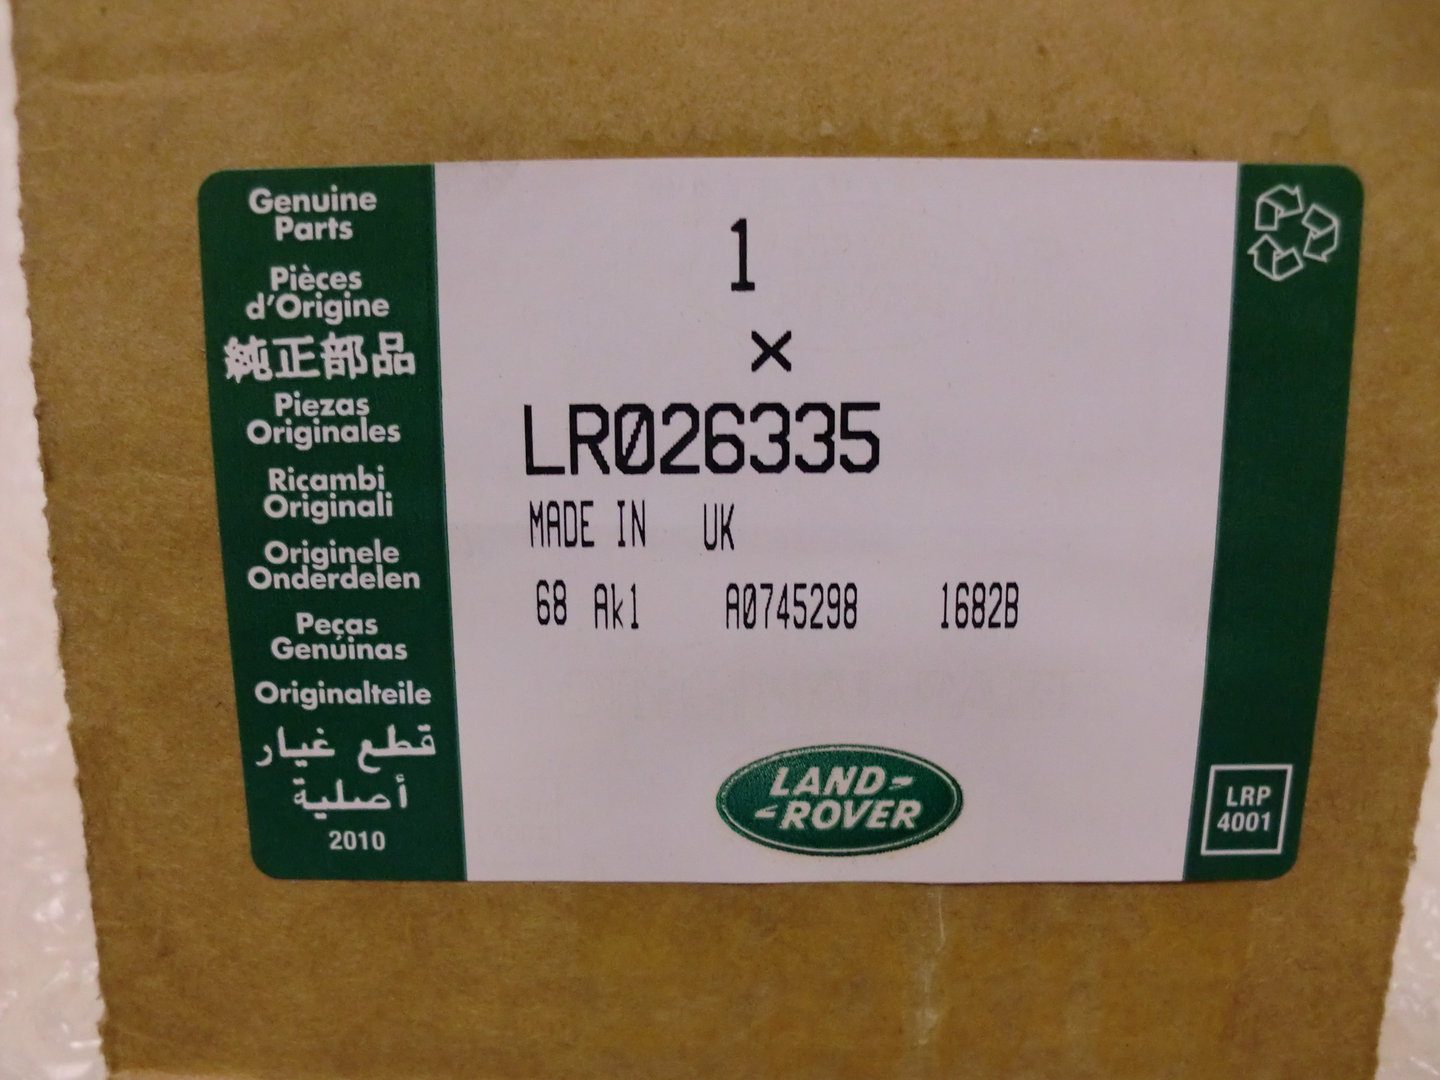 Genuine
Parts
Pièces
d'Origine
純正部品
Piezas
Originales
Ricambi
Originali
Originele
Onderdelen
Peças
Genúinas
Originalteile
قطع غيار
أصلية
2010
1
×
LR026335
MADE IN UK
68 Ak1 A0745298 1682B
LAND-
-ROVER
LRP
4001